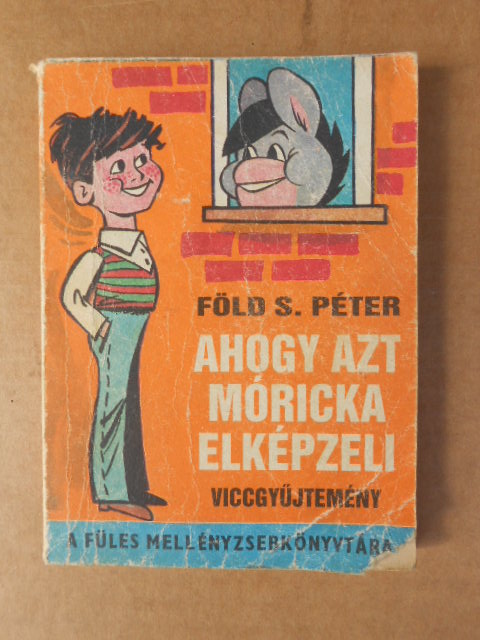 FÖLD S. PÉTER
AHOGY AZT
MÓRICKA
ELKÉPZELI
VICCGYŰJTEMÉNY
A FÜLES MELLÉNYZSEBKÖNYVTÁRA